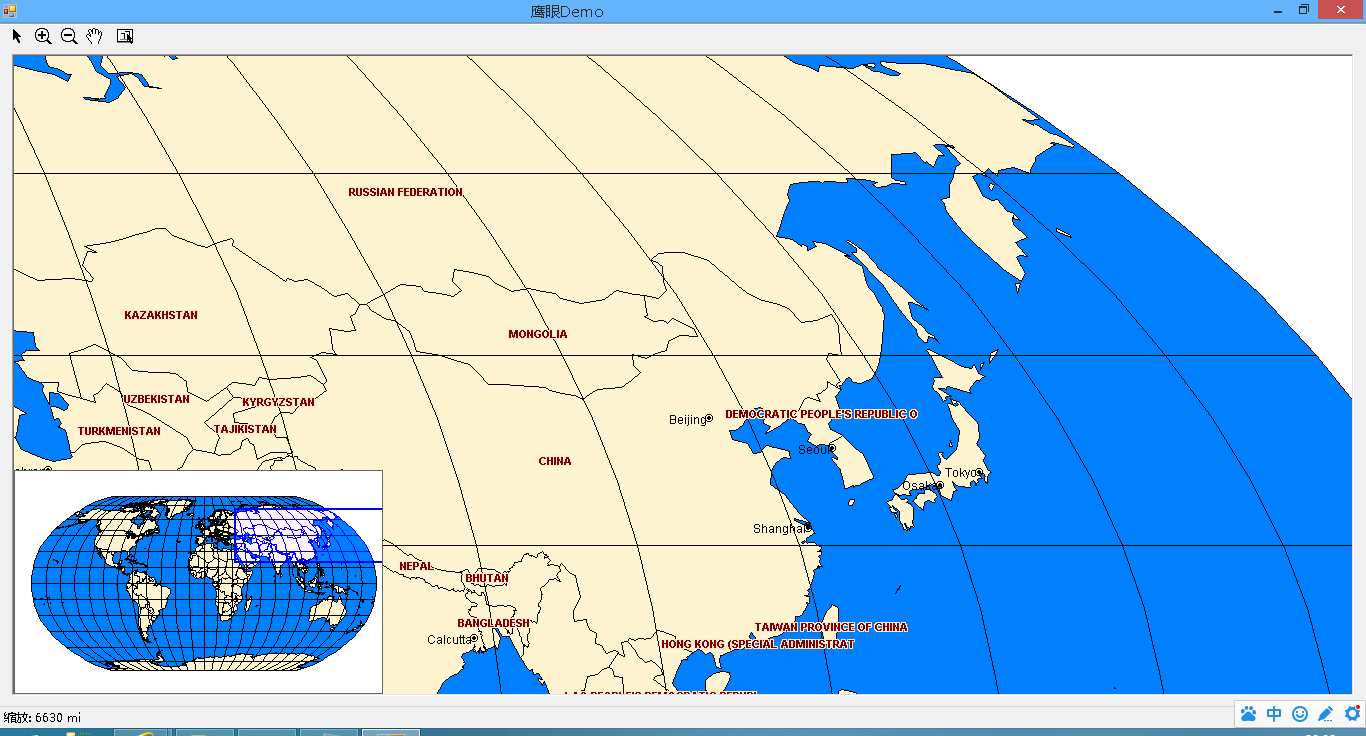 鹰眼Demo
RUSSIAN FEDERATION
KAZAKHSTAN
MONGOLIA
UZBEKISTAN
KYRGYZSTAN
DEMOCRATIC PEOPLE'S REPUBLIC O
Beijing
TURKMENISTAN
TAJIKISTAN
Seoul
CHINA
Tokyo
Osaka
Shanghai
NEPAL
BHUTAN
BANGLADESH
TAIWAN PROVINCE OF CHINA
Calcutta
HONG KONG (SPECIAL ADMINISTRAT
缩放: 6630 mi
中